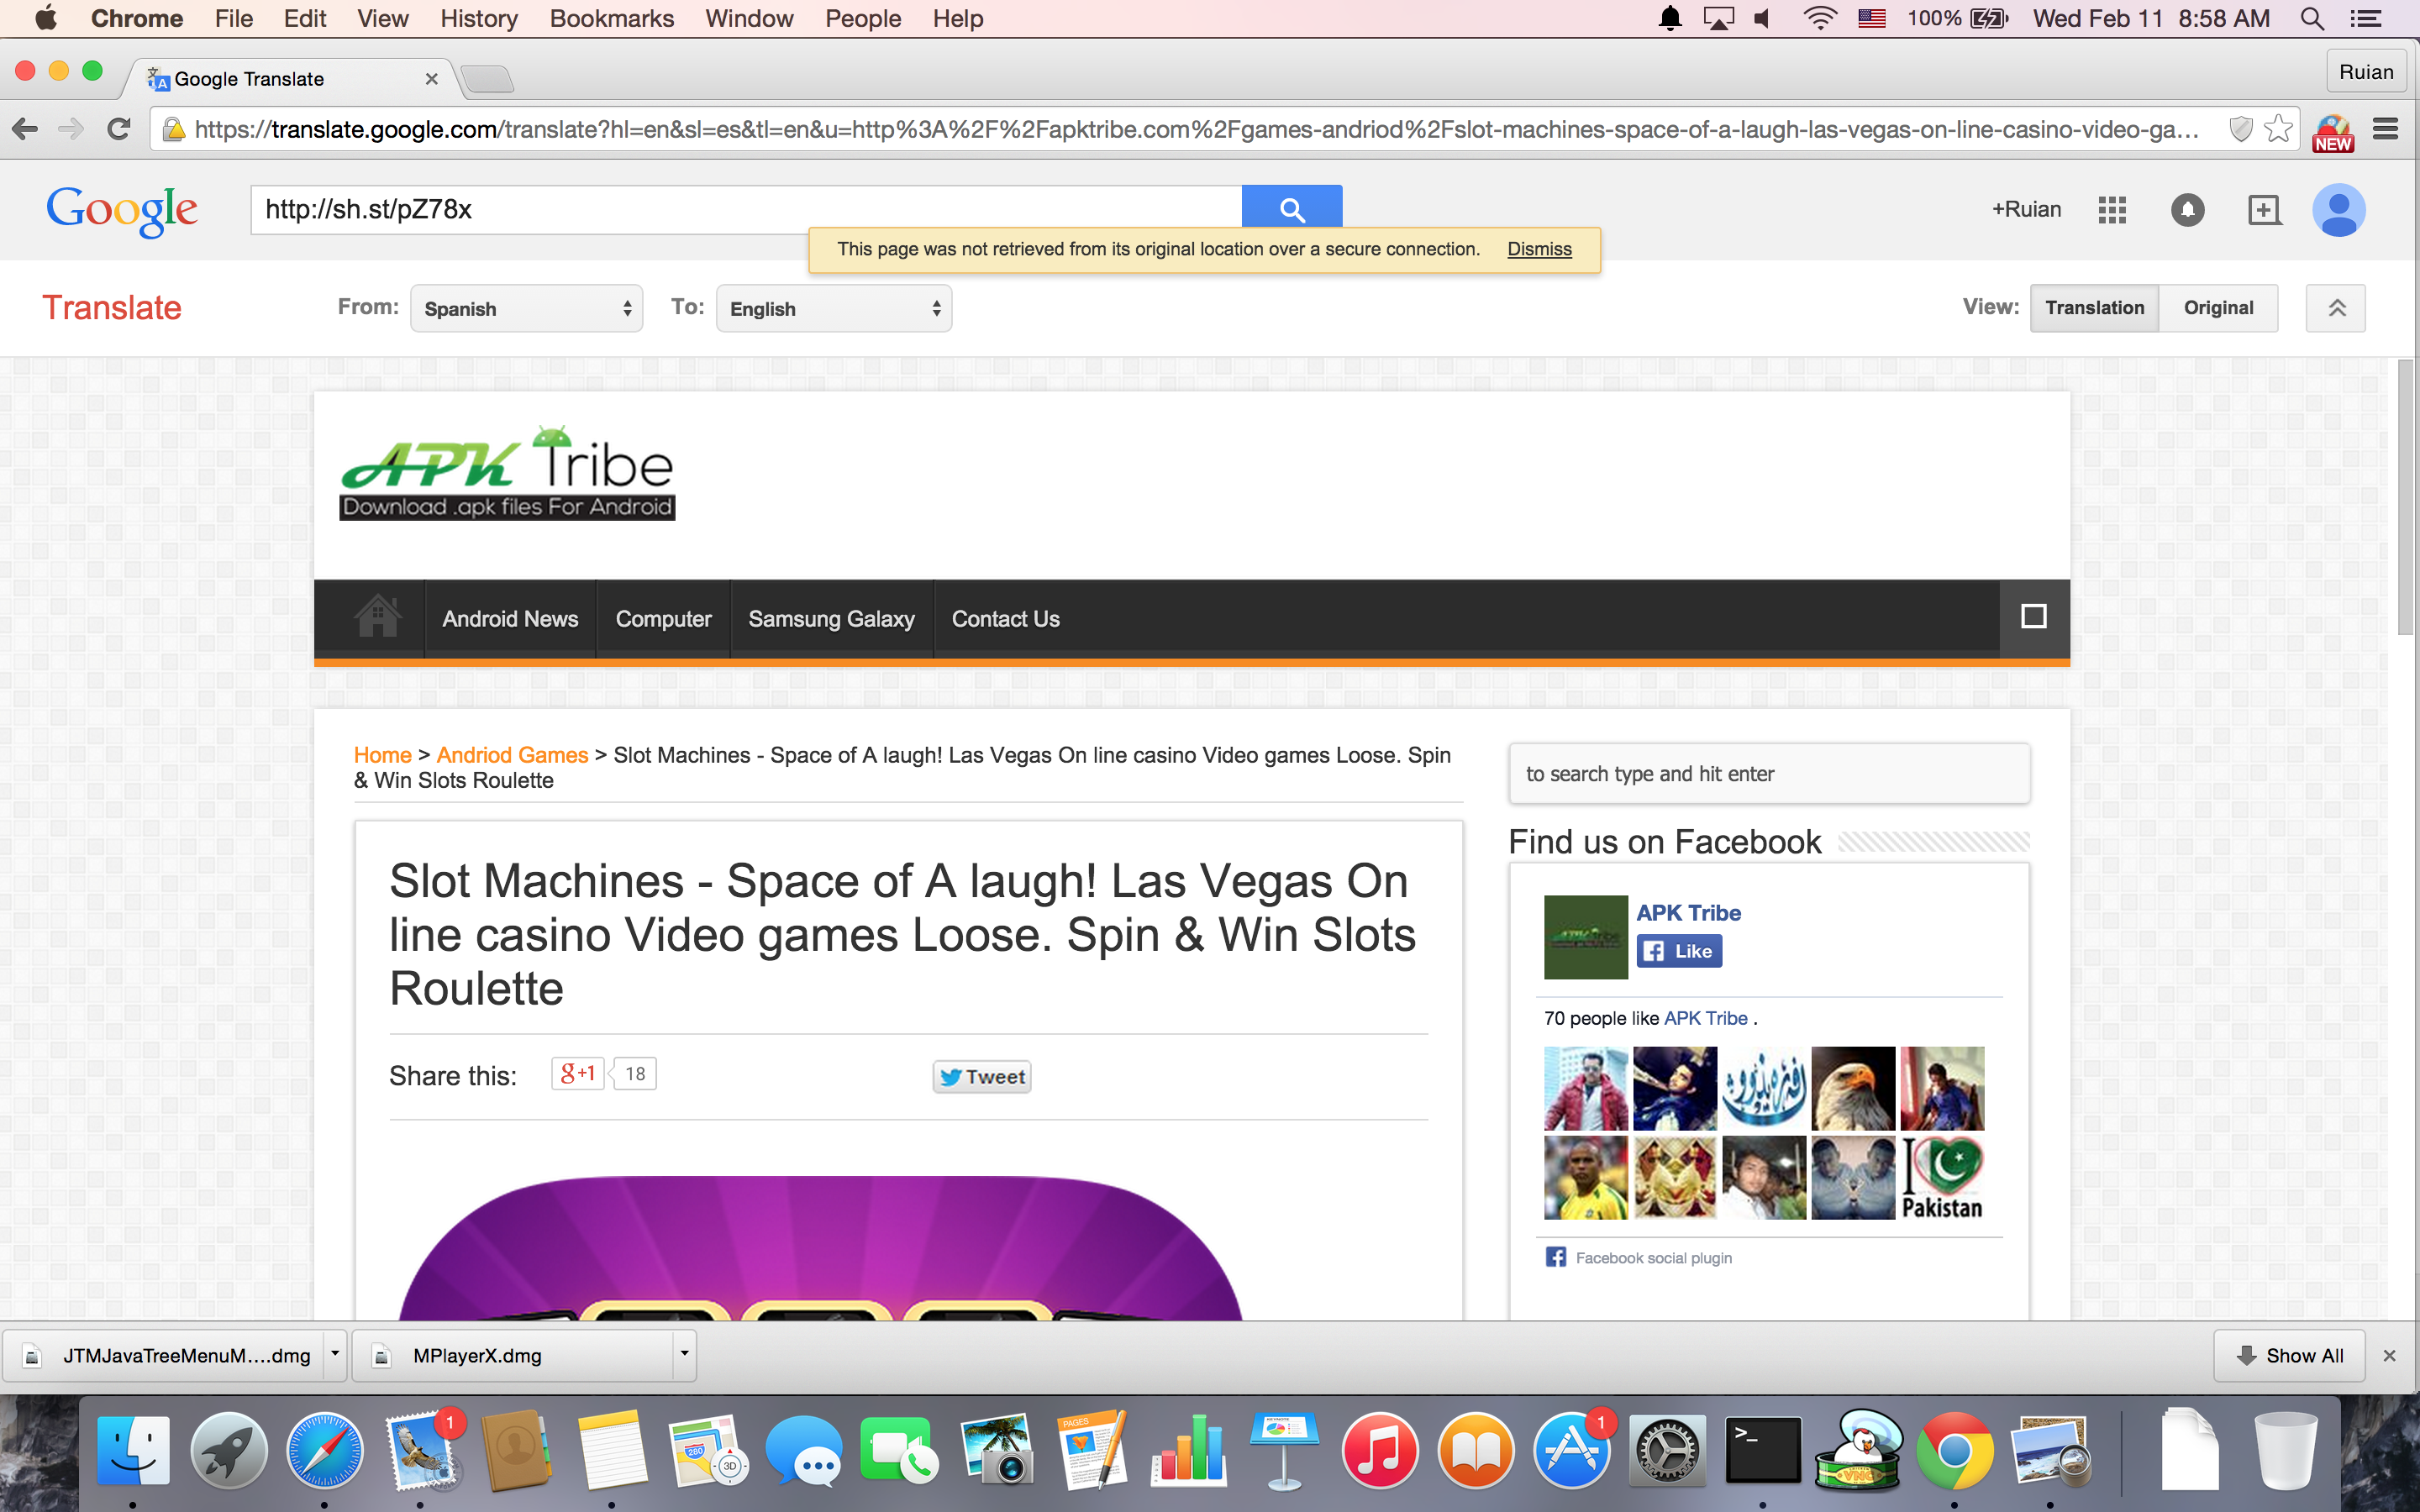 Chrome File Edit View History Bookmarks Window People Help 100% Wed Feb 11 8:58 AM
Google Translate
Ruian
https://translate.google.com/translate?hl=en&sl=es&tl=en&u=http%3A%2F%2Fapktribe.com%2Fgames-andriod%2Fslot-machines-space-of-a-laugh-las-vegas-on-line-casino-video-ga...
NEW
Google http://sh.st/pZ78x +Ruian
This page was not retrieved from its original location over a secure connection. Dismiss
Translate From: Spanish To: English View: Translation Original
APK Tribe
Download .apk files For Android
Android News Computer Samsung Galaxy Contact Us
Home > Andriod Games > Slot Machines - Space of A laugh! Las Vegas On line casino Video games Loose. Spin
& Win Slots Roulette
Slot Machines - Space of A laugh! Las Vegas On
line casino Video games Loose. Spin & Win Slots
Roulette
Share this: g+1 18 Tweet
to search type and hit enter
Find us on Facebook
APK Tribe
Like
70 people like APK Tribe .
I
Pakistan
Facebook social plugin
JTMJavaTreeMenuM....dmg MPlayerX.dmg Show All
1
280
3D
PAGES
KEYNOTE
1
>_
VNC